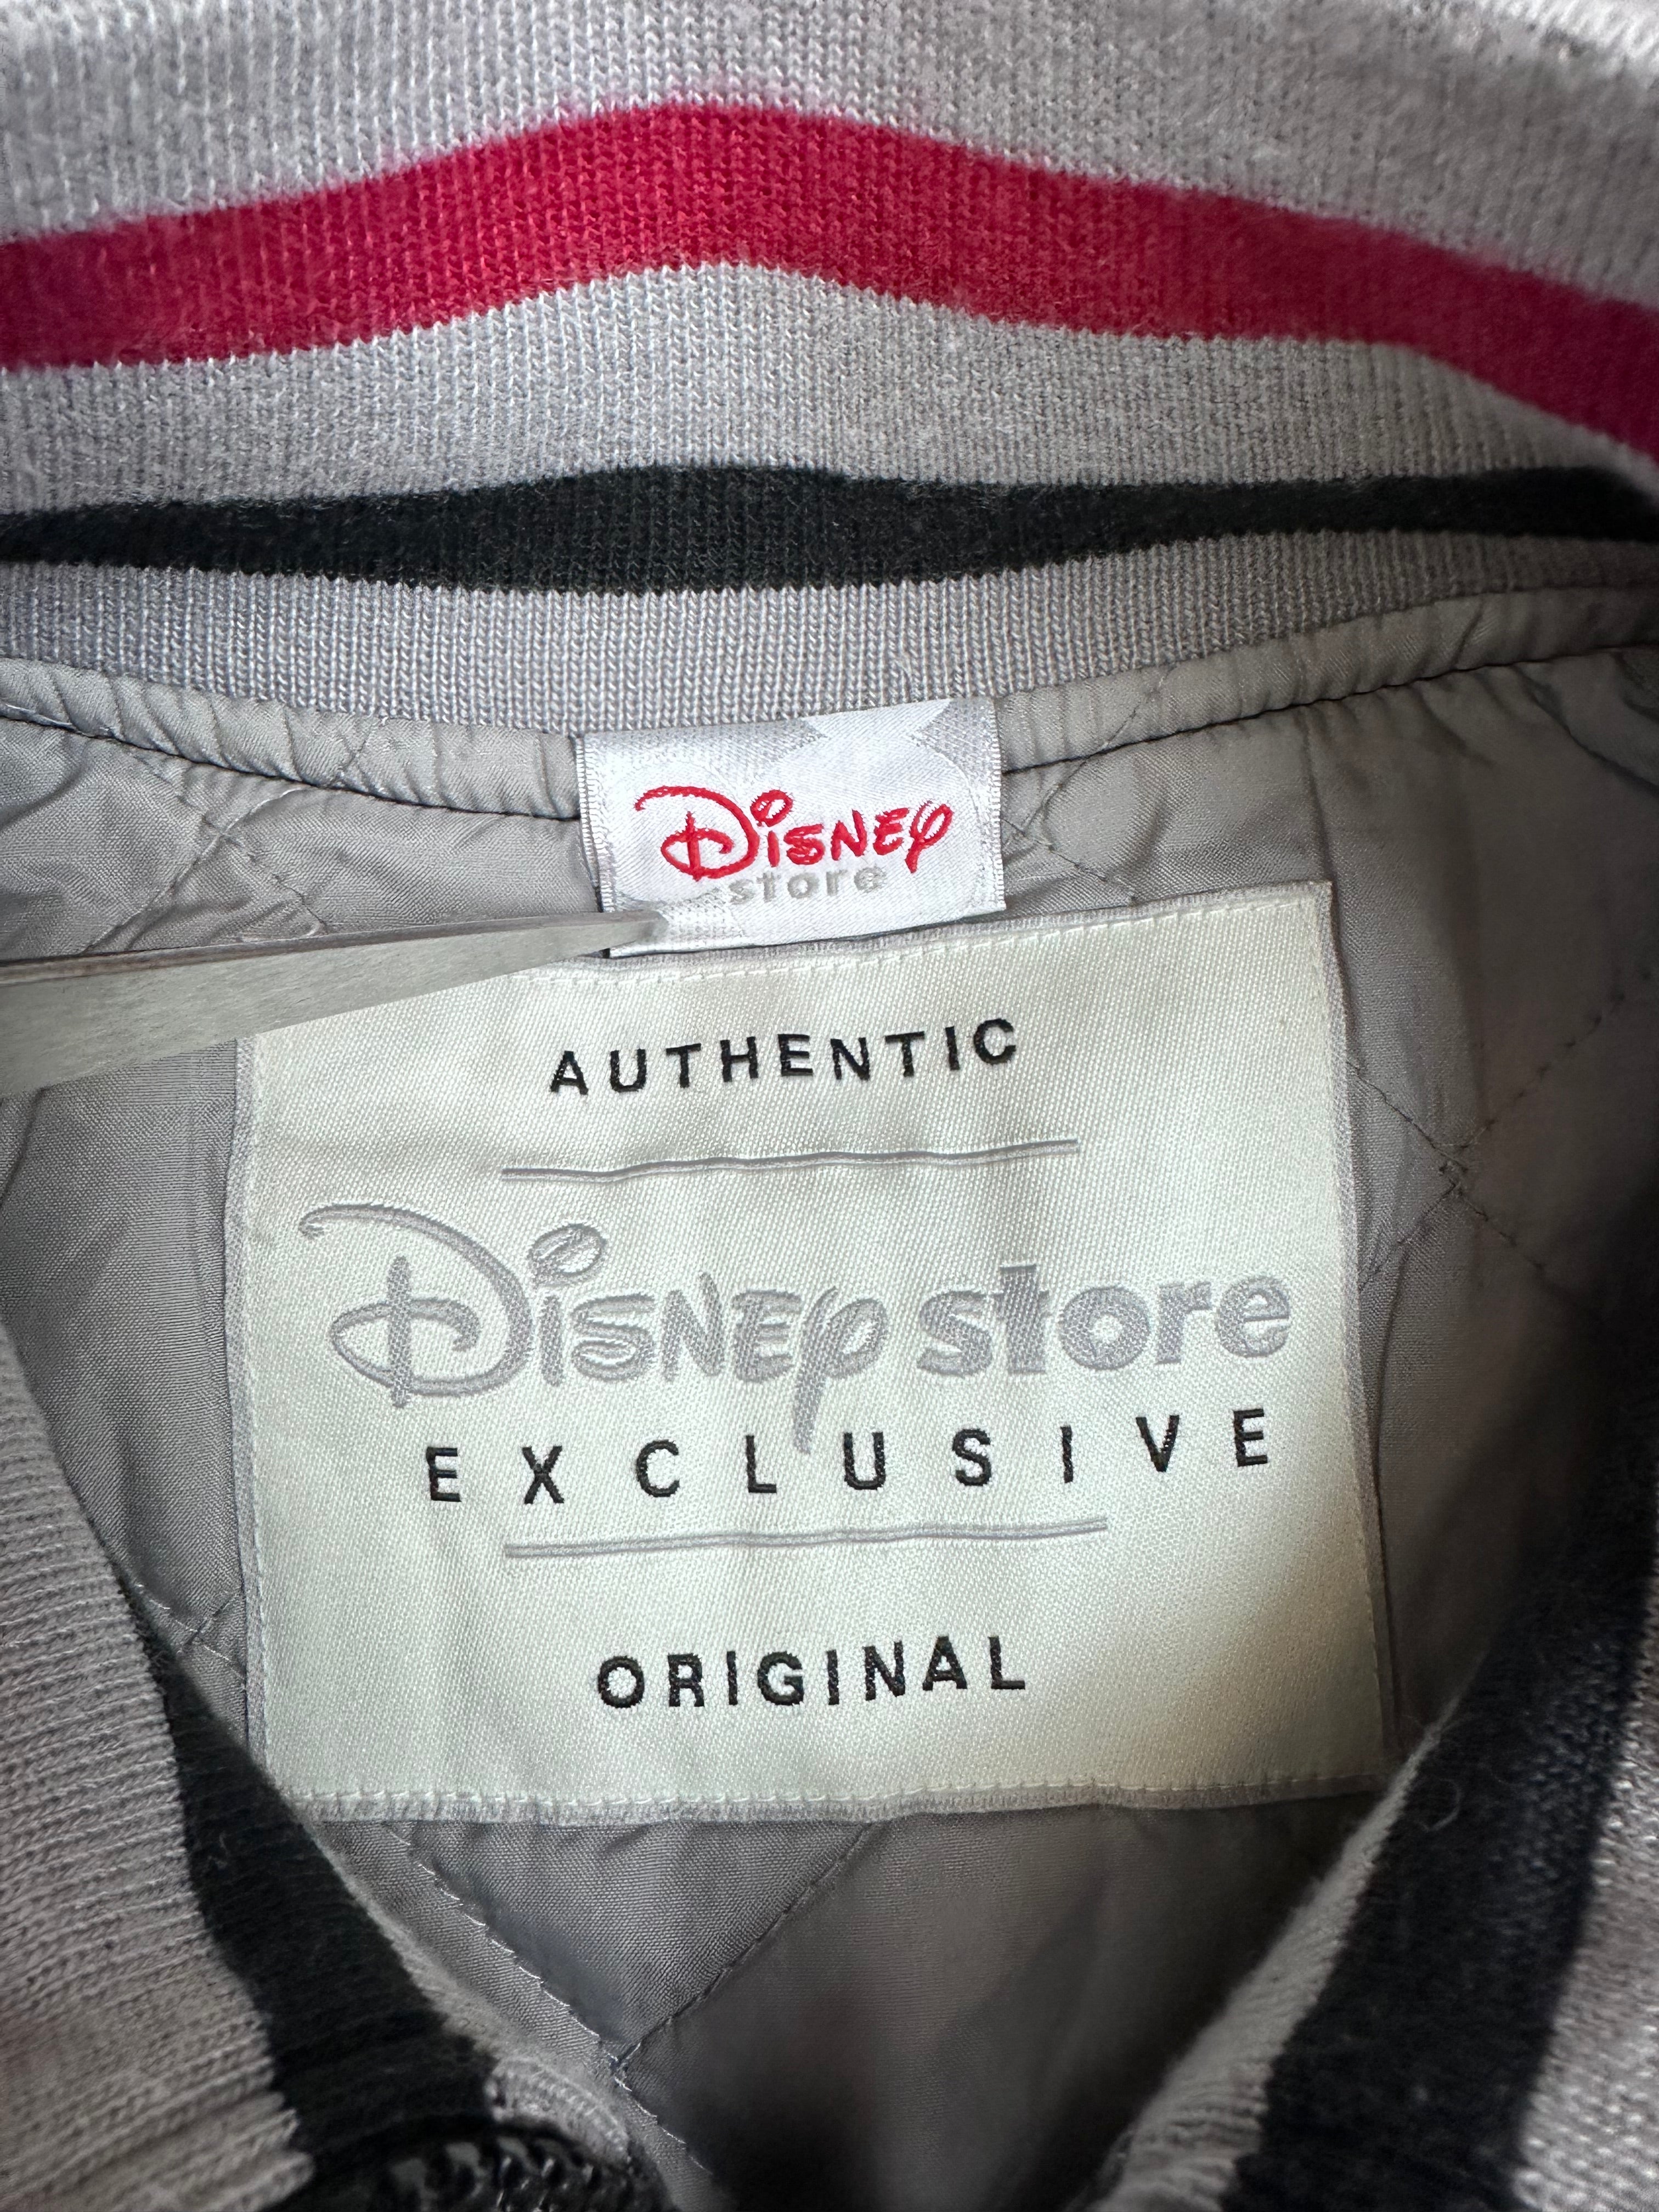 Disney
store
AUTHENTIC
Disney store
EXCLUSIVE
ORIGINAL